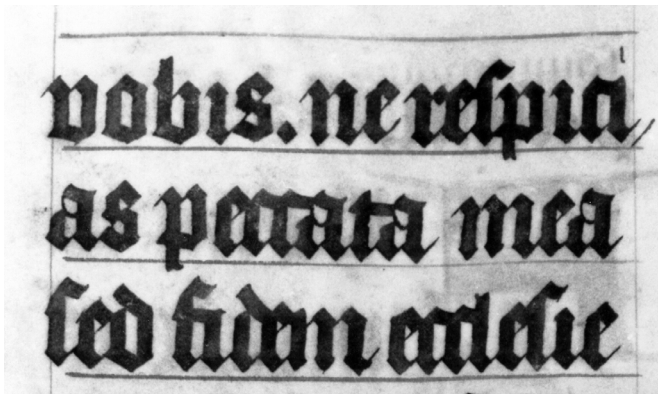 vobis. ne reſpici/
as peccata mea
ſed fidem eccleſie